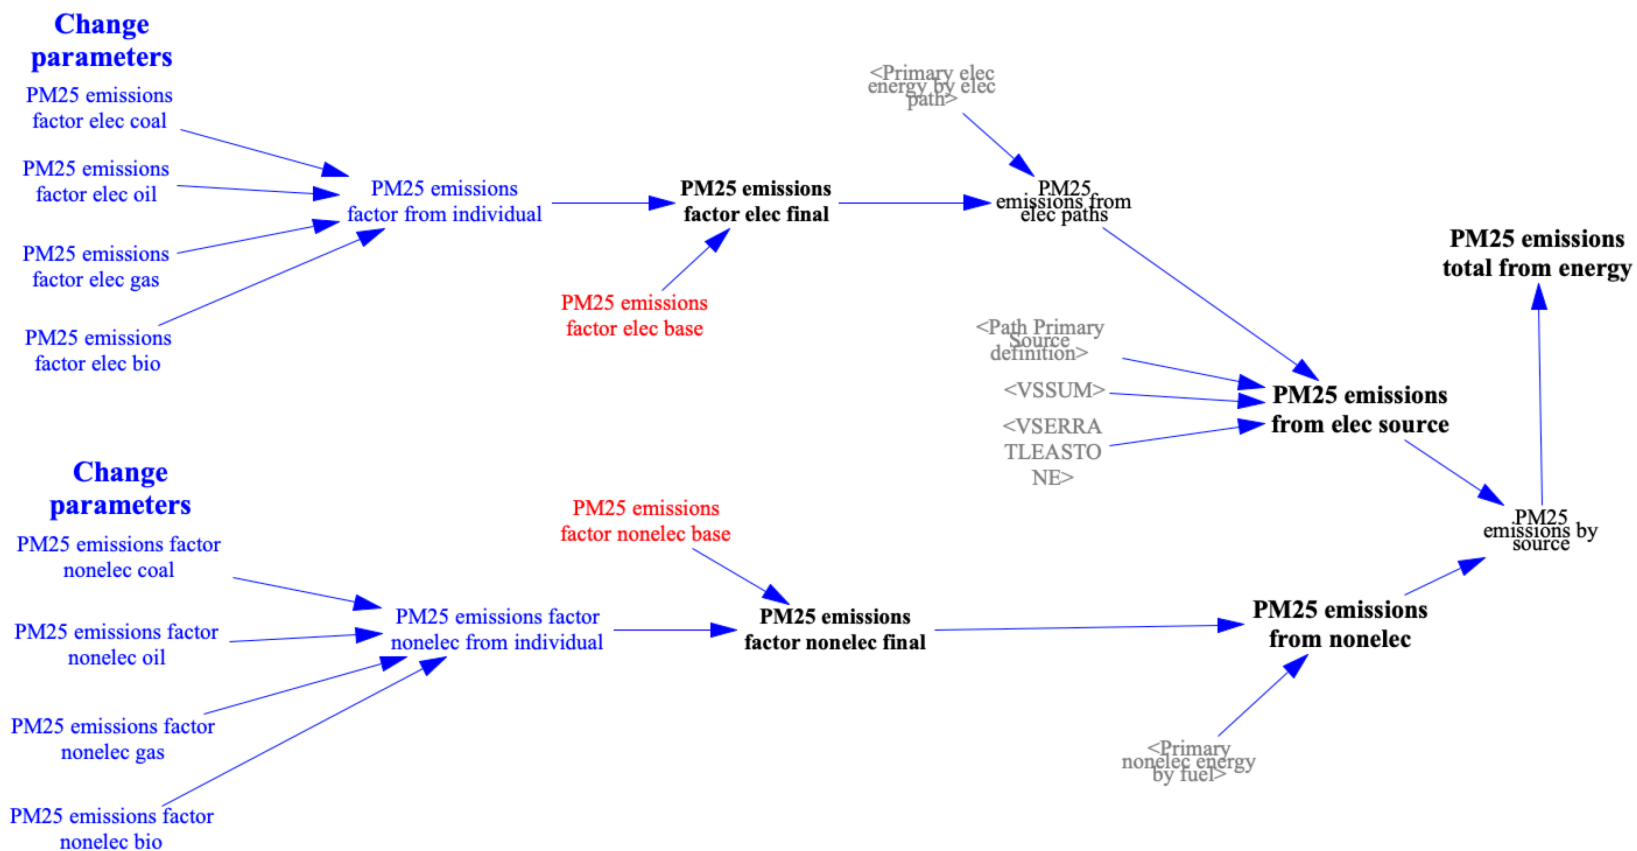 Change
parameters
PM25 emissions
factor elec coal
PM25 emissions
factor elec oil
PM25 emissions
factor elec gas
PM25 emissions
factor elec bio
PM25 emissions
factor from individual
PM25 emissions
factor elec final
PM25 emissions
factor elec base
<Primary elec
energy by elec
path>
PM25
emissions from
elec paths
<Path Primary
Source
definition>
<VSSUM>
<VSERRA
TLEASTO
NE>
PM25 emissions
from elec source
PM25 emissions
total from energy
PM25
emissions by
source
Change
parameters
PM25 emissions factor
nonelec coal
PM25 emissions factor
nonelec oil
PM25 emissions factor
nonelec gas
PM25 emissions factor
nonelec bio
PM25 emissions factor
nonelec from individual
PM25 emissions
factor nonelec base
PM25 emissions
factor nonelec final
PM25 emissions
from nonelec
<Primary
nonelec energy
by fuel>